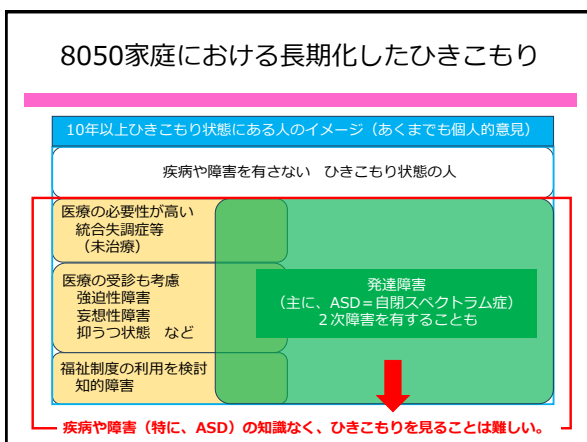 8050家庭における長期化したひきこもり
10年以上ひきこもり状態にある人のイメージ（あくまでも個人的意見）
疾病や障害を有さない　ひきこもり状態の人
医療の必要性が高い
統合失調症等
（未治療）
医療の受診も考慮
強迫性障害
妄想性障害
抑うつ状態　など
福祉制度の利用を検討
知的障害
発達障害
（主に、ASD＝自閉スペクトラム症）
２次障害を有することも
疾病や障害（特に、ASD）の知識なく、ひきこもりを見ることは難しい。